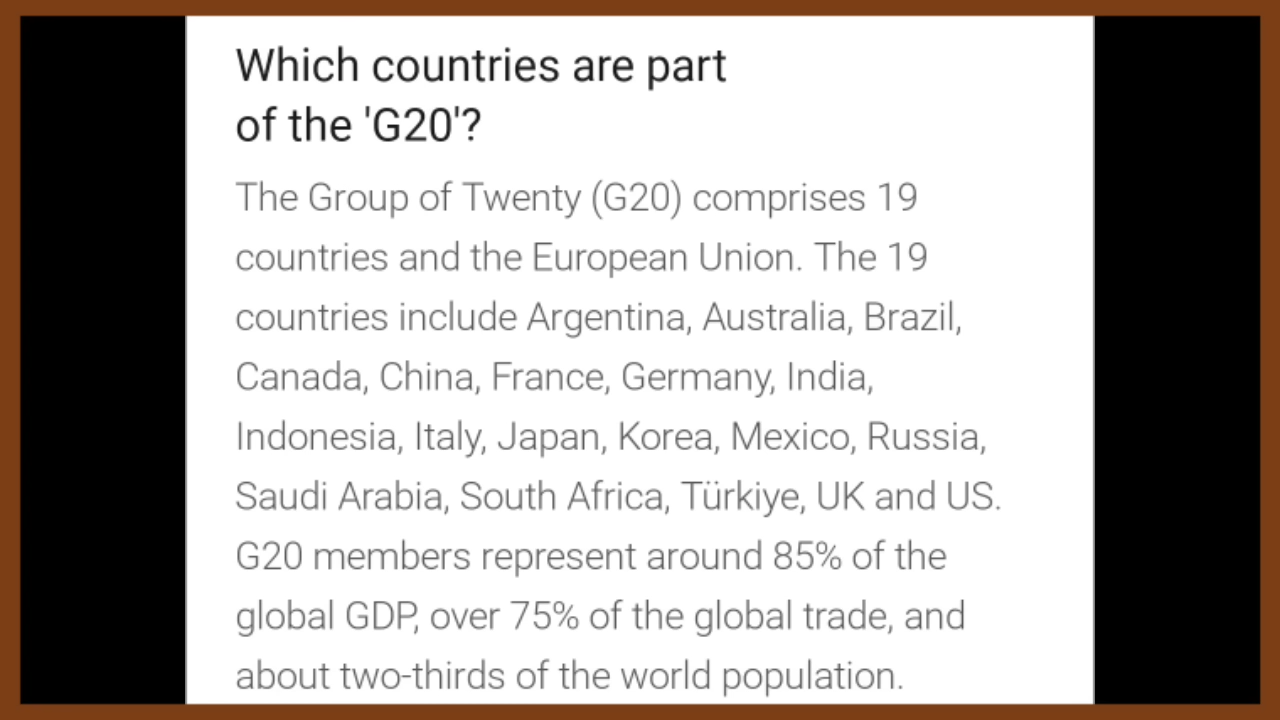 Which countries are part
of the 'G20'?
The Group of Twenty (G20) comprises 19
countries and the European Union. The 19
countries include Argentina, Australia, Brazil,
Canada, China, France, Germany, India,
Indonesia, Italy, Japan, Korea, Mexico, Russia,
Saudi Arabia, South Africa, Türkiye, UK and US.
G20 members represent around 85% of the
global GDP, over 75% of the global trade, and
about two-thirds of the world population.